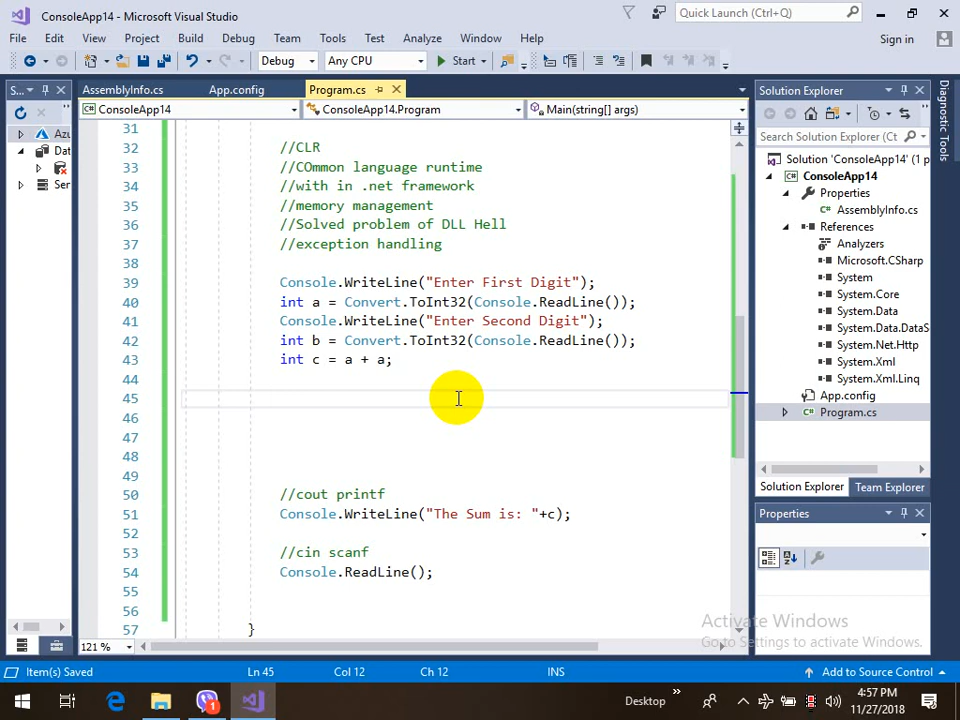 ConsoleApp14 - Microsoft Visual Studio
Quick Launch (Ctrl+Q)
File Edit View Project Build Debug Team Tools Test Analyze Window Help
Sign in
Debug Any CPU Start
S...
AssemblyInfo.cs App.config Program.cs
Solution Explorer
ConsoleApp14 ConsoleApp14.Program Main(string[] args)
Search Solution Explorer (
Diagnostic Tools
Azu
Dat
Ser
31
32 //CLR
33 //COmmon language runtime
34 //with in .net framework
35 //memory management
36 //Solved problem of DLL Hell
37 //exception handling
38
39 Console.WriteLine("Enter First Digit");
40 int a = Convert.ToInt32(Console.ReadLine());
41 Console.WriteLine("Enter Second Digit");
42 int b = Convert.ToInt32(Console.ReadLine());
43 int c = a + a;
44
45
46
47
48
49
50 //cout printf
51 Console.WriteLine("The Sum is: "+c);
52
53 //cin scanf
54 Console.ReadLine();
55
56
57 }
Solution 'ConsoleApp14' (1 p
ConsoleApp14
Properties
AssemblyInfo.cs
References
Analyzers
Microsoft.CSharp
System
System.Core
System.Data
System.Data.DataS
System.Net.Http
System.Xml
System.Xml.Linq
App.config
Program.cs
Solution Explorer Team Explorer
Properties
Activate Windows
Go to Settings to activate Windows.
121 %
Item(s) Saved Ln 45 Col 12 Ch 12 INS Add to Source Control
1
Desktop
4:57 PM
11/27/2018